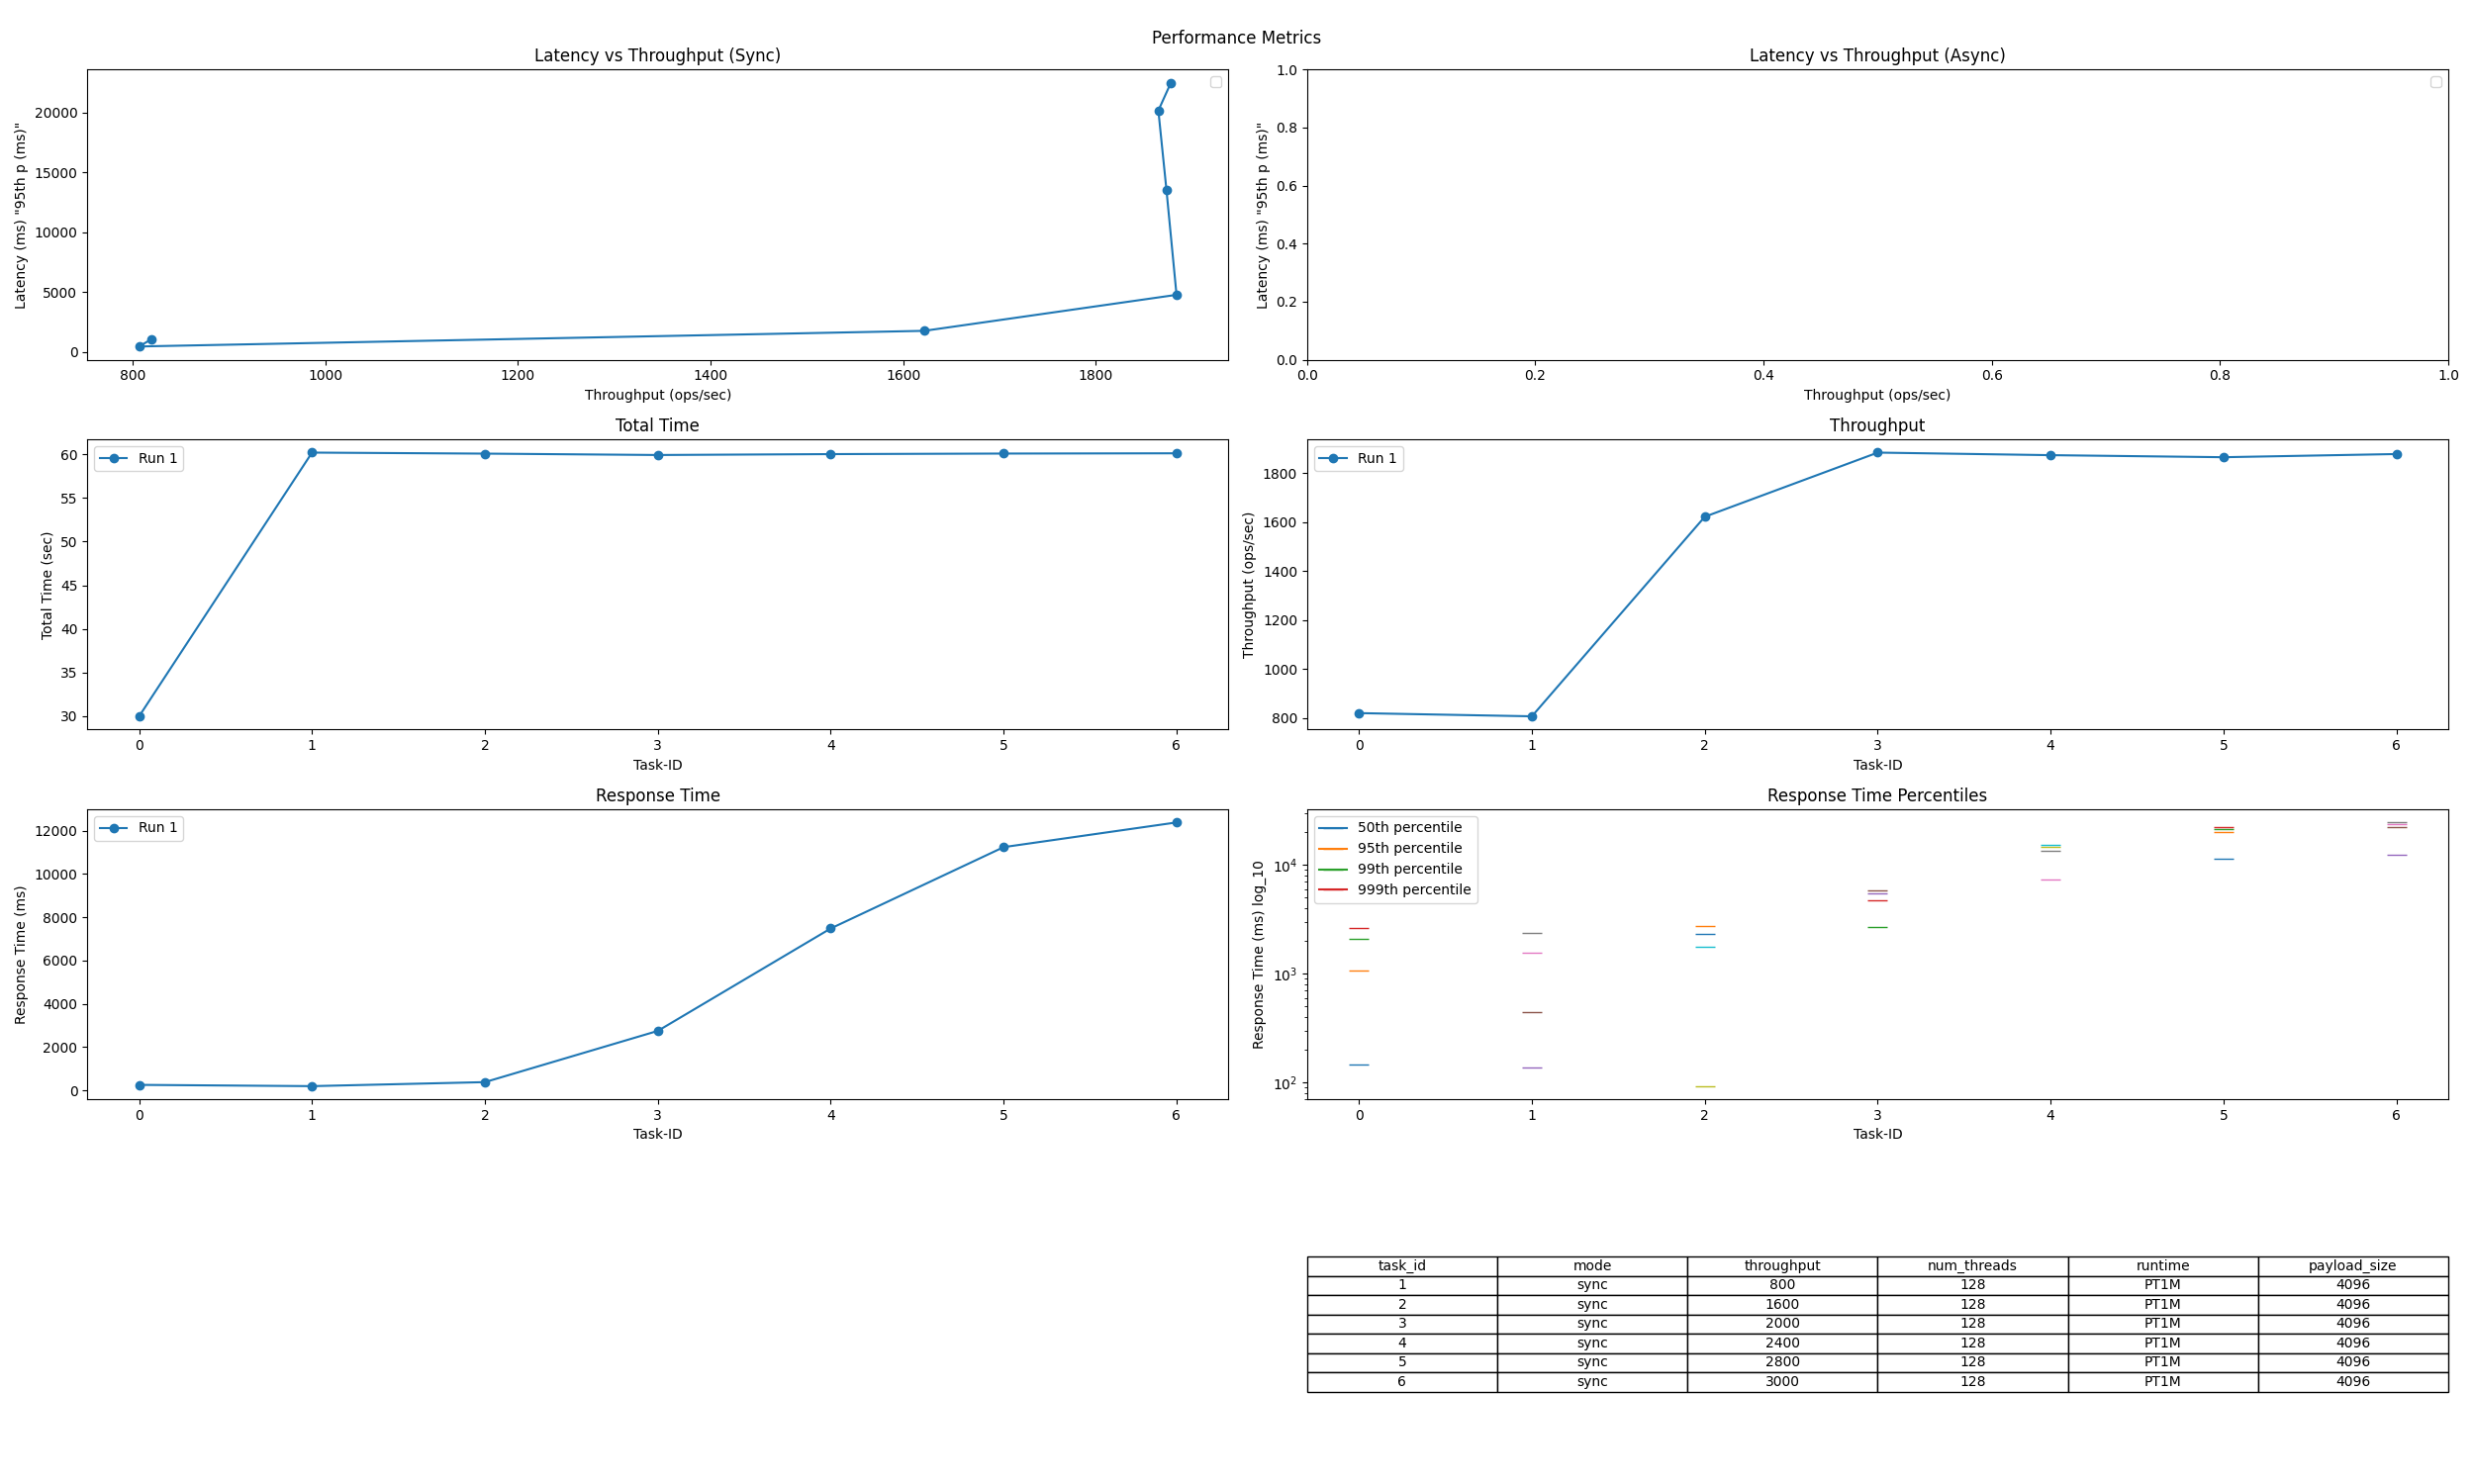 Performance Metrics
Latency vs Throughput (Sync)
Latency (ms) "95th p (ms)"
20000
15000
10000
5000
0
800 1000 1200 1400 1600 1800
Throughput (ops/sec)
Latency vs Throughput (Async)
Latency (ms) "95th p (ms)"
1.0
0.8
0.6
0.4
0.2
0.0
0.0 0.2 0.4 0.6 0.8 1.0
Throughput (ops/sec)
Total Time
Run 1
Total Time (sec)
60
55
50
45
40
35
30
0 1 2 3 4 5 6
Task-ID
Throughput
Run 1
Throughput (ops/sec)
1800
1600
1400
1200
1000
800
0 1 2 3 4 5 6
Task-ID
Response Time
Run 1
Response Time (ms)
12000
10000
8000
6000
4000
2000
0
0 1 2 3 4 5 6
Task-ID
Response Time Percentiles
50th percentile
95th percentile
99th percentile
999th percentile
Response Time (ms) log_10
10⁴
10³
10²
0 1 2 3 4 5 6
Task-ID
task_id mode throughput num_threads runtime payload_size
1 sync 800 128 PT1M 4096
2 sync 1600 128 PT1M 4096
3 sync 2000 128 PT1M 4096
4 sync 2400 128 PT1M 4096
5 sync 2800 128 PT1M 4096
6 sync 3000 128 PT1M 4096